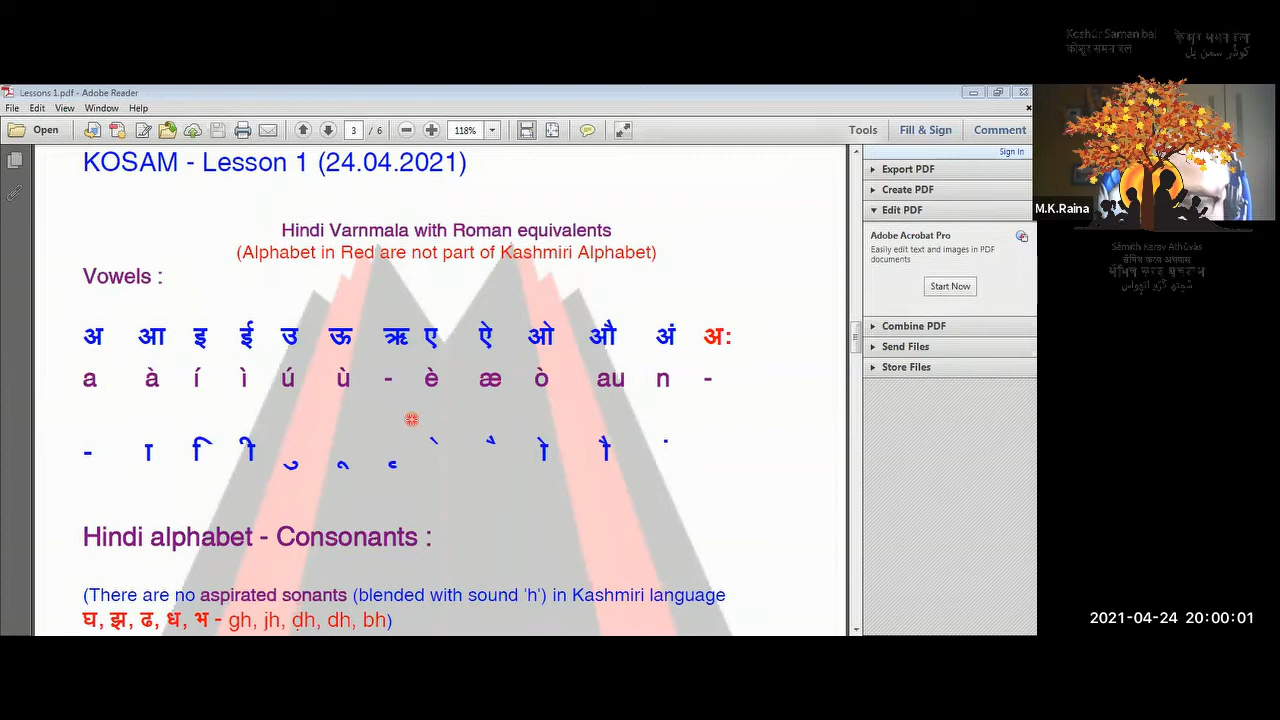 Koshur Saman bal
कोशुर समन बल
Lessons 1.pdf - Adobe Reader
File Edit View Window Help
Open 3 / 6 118% Tools Fill & Sign Comment
Sign In
KOSAM - Lesson 1 (24.04.2021)
Hindi Varnmala with Roman equivalents
(Alphabet in Red are not part of Kashmiri Alphabet)
Vowels :
अ आ इ ई उ ऊ ऋ ए ऐ ओ औ अं अः
a à í ì ú ù - è æ ò au n -
- ा ि ी ु ू ृ े ै ो ौ ं
Hindi alphabet - Consonants :
(There are no aspirated sonants (blended with sound 'h') in Kashmiri language
घ, झ, ढ, ध, भ - gh, jh, ḍh, dh, bh)
Export PDF
Create PDF
Edit PDF
Adobe Acrobat Pro
Easily edit text and images in PDF
documents
Start Now
Combine PDF
Send Files
Store Files
M.K.Raina
2021-04-24 20:00:01